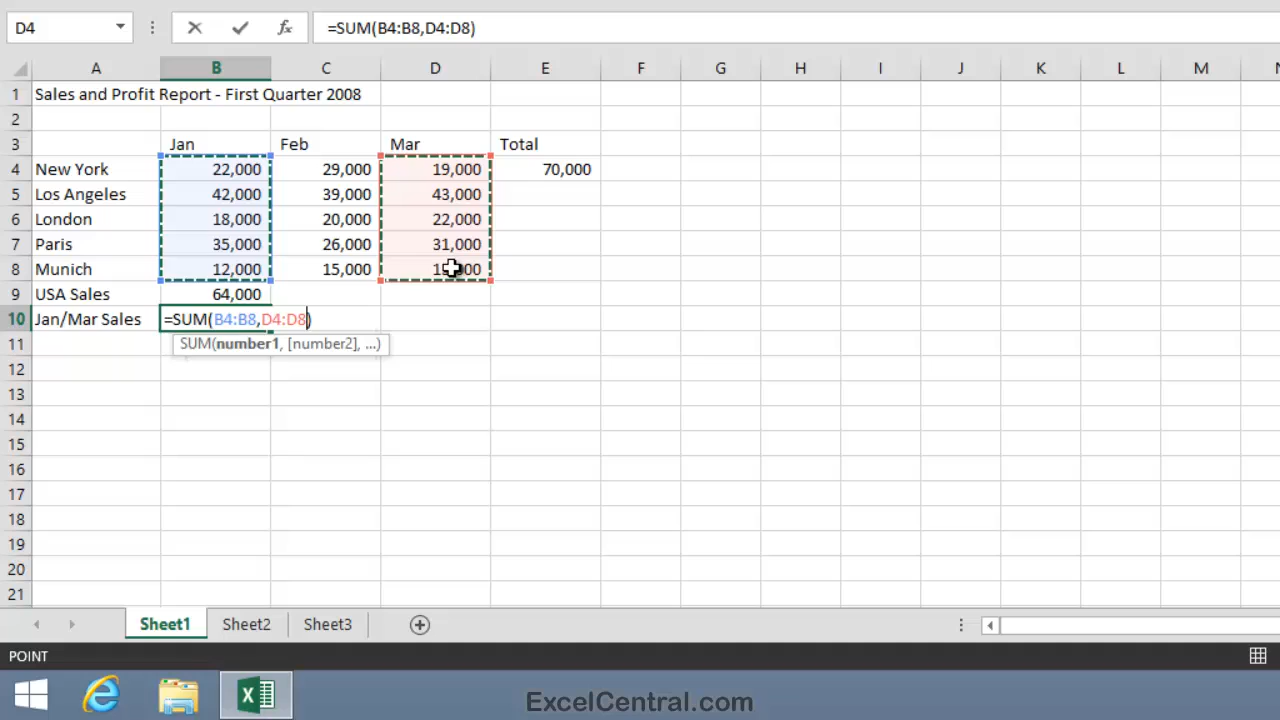 D4 fx =SUM(B4:B8,D4:D8)
A B C D E F G H I J K L M
1 Sales and Profit Report - First Quarter 2008
2
3 Jan Feb Mar Total
4 New York 22,000 29,000 19,000 70,000
5 Los Angeles 42,000 39,000 43,000
6 London 18,000 20,000 22,000
7 Paris 35,000 26,000 31,000
8 Munich 12,000 15,000
9 USA Sales 64,000
10 Jan/Mar Sales =SUM(B4:B8,D4:D8)
11 SUM(number1, [number2], ...)
12
13
14
15
16
17
18
19
20
21
Sheet1 Sheet2 Sheet3
POINT
ExcelCentral.com